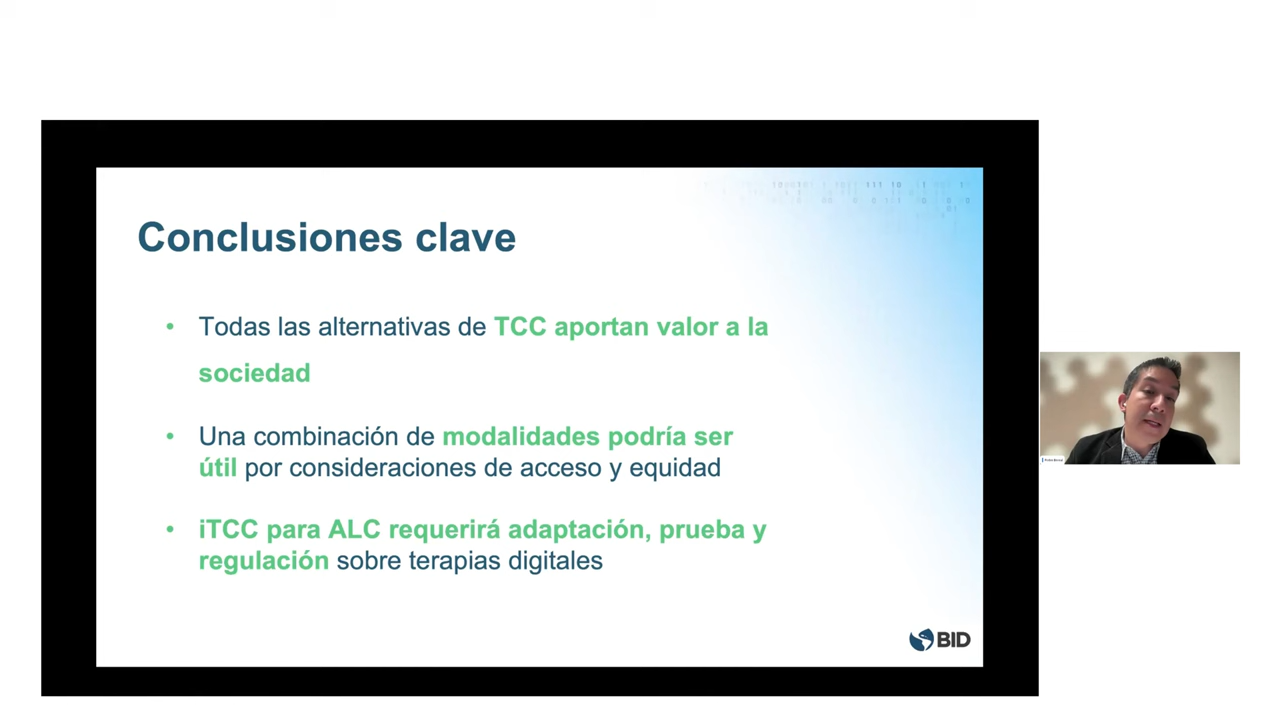 Conclusiones clave
• Todas las alternativas de TCC aportan valor a la
sociedad
• Una combinación de modalidades podría ser
útil por consideraciones de acceso y equidad
• iTCC para ALC requerirá adaptación, prueba y
regulación sobre terapias digitales
BID